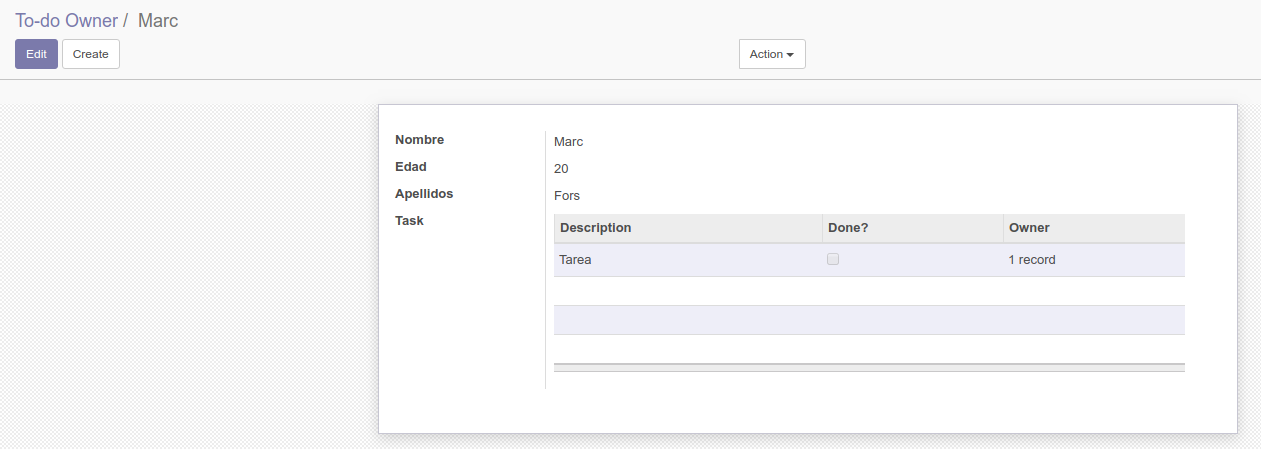 To-do Owner / Marc
Edit Create Action
Nombre Marc
Edad 20
Apellidos Fors
Task
Description Done? Owner
Tarea 1 record